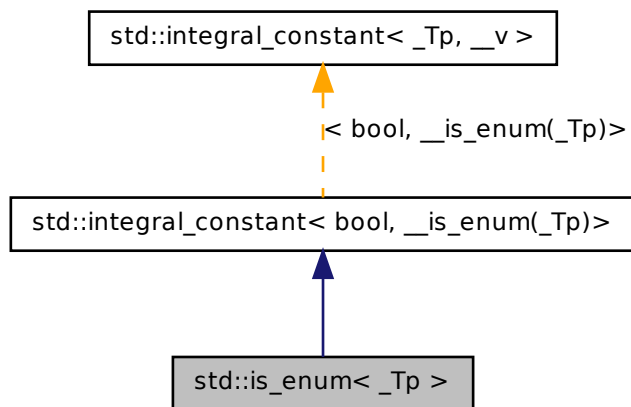 std::integral_constant< _Tp, __v >
< bool, __is_enum(_Tp)>
std::integral_constant< bool, __is_enum(_Tp)>
std::is_enum< _Tp >